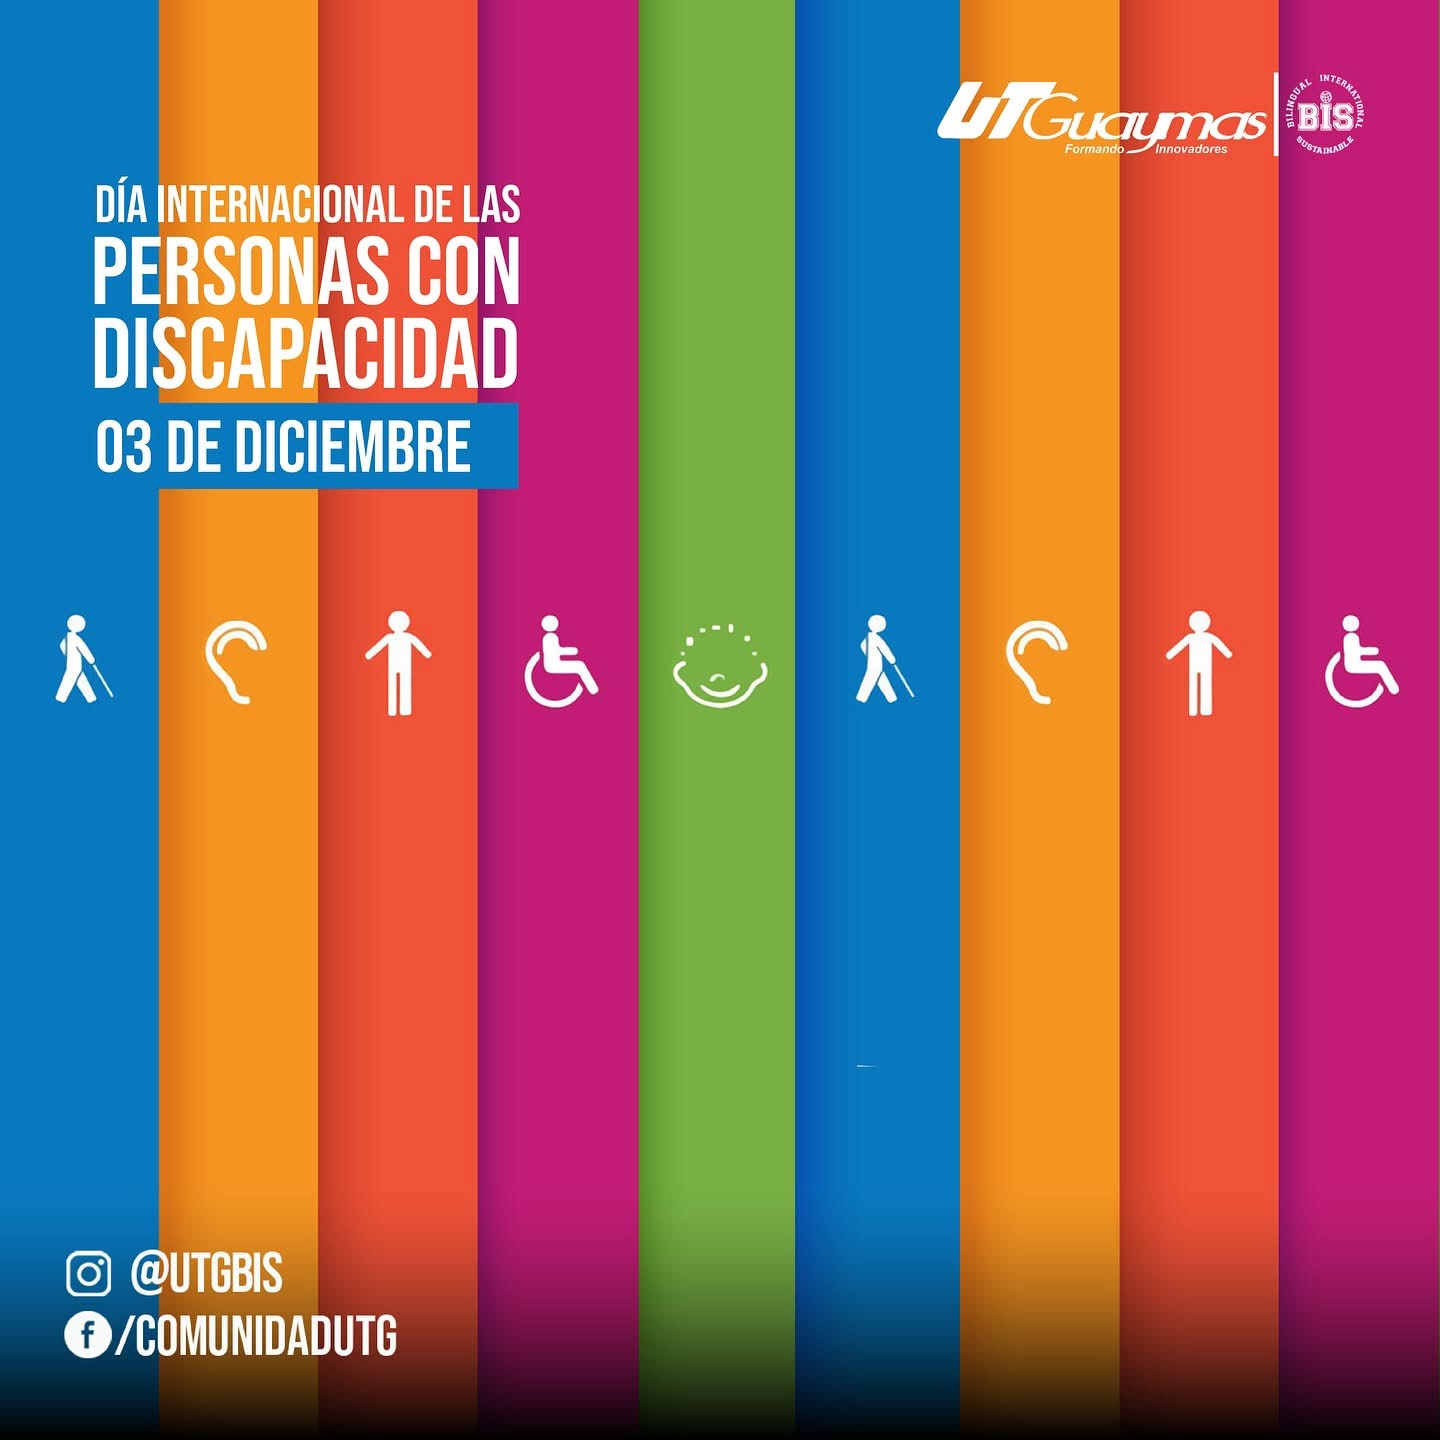 UTGuaymas
Formando Innovadores
BILINGUAL INTERNATIONAL
BIS
SUSTAINABLE
DÍA INTERNACIONAL DE LAS
PERSONAS CON
DISCAPACIDAD
03 DE DICIEMBRE
@UTGBIS
f/COMUNIDADUTG